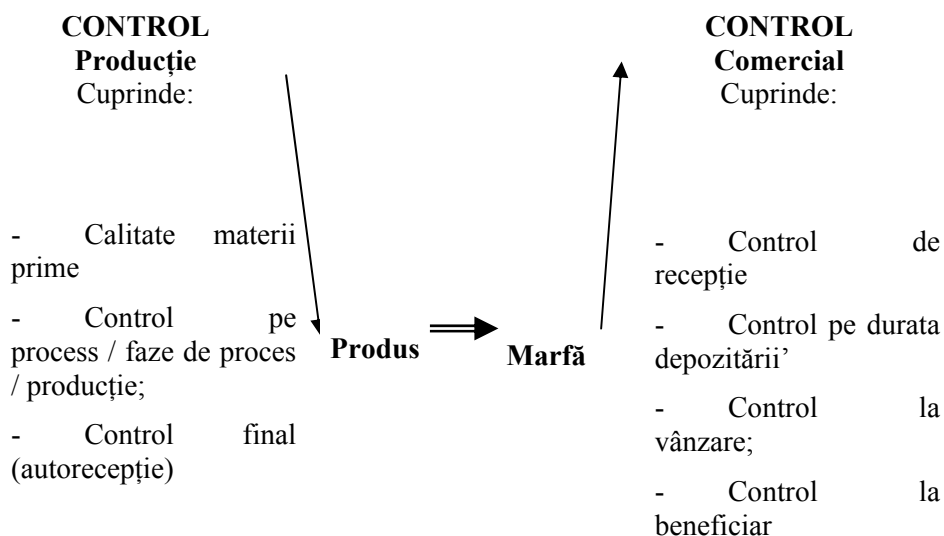 CONTROL
Producție
Cuprinde:
- Calitate materii
prime
- Control pe
process / faze de proces
/ producție;
- Control final
(autorecepție)
Produs
Marfă
CONTROL
Comercial
Cuprinde:
- Control de
recepție
- Control pe durata
depozitării’
- Control la
vânzare;
- Control la
beneficiar